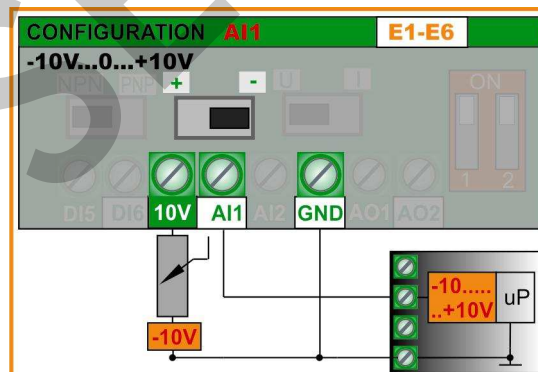 CONFIGURATION AI1 E1-E6
-10V...0...+10V
NPN PNP + - U I ON
1 2
DI5 DI6 10V AI1 AI2 GND AO1 AO2
-10.....
..+10V uP
-10V